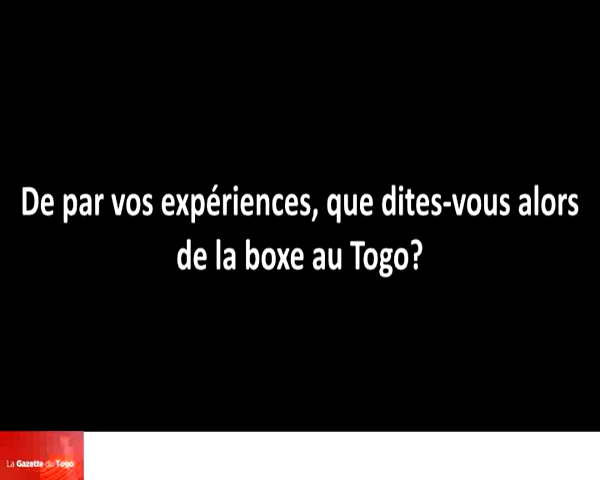 De par vos expériences, que dites-vous alors
de la boxe au Togo?
La Gazette du Togo